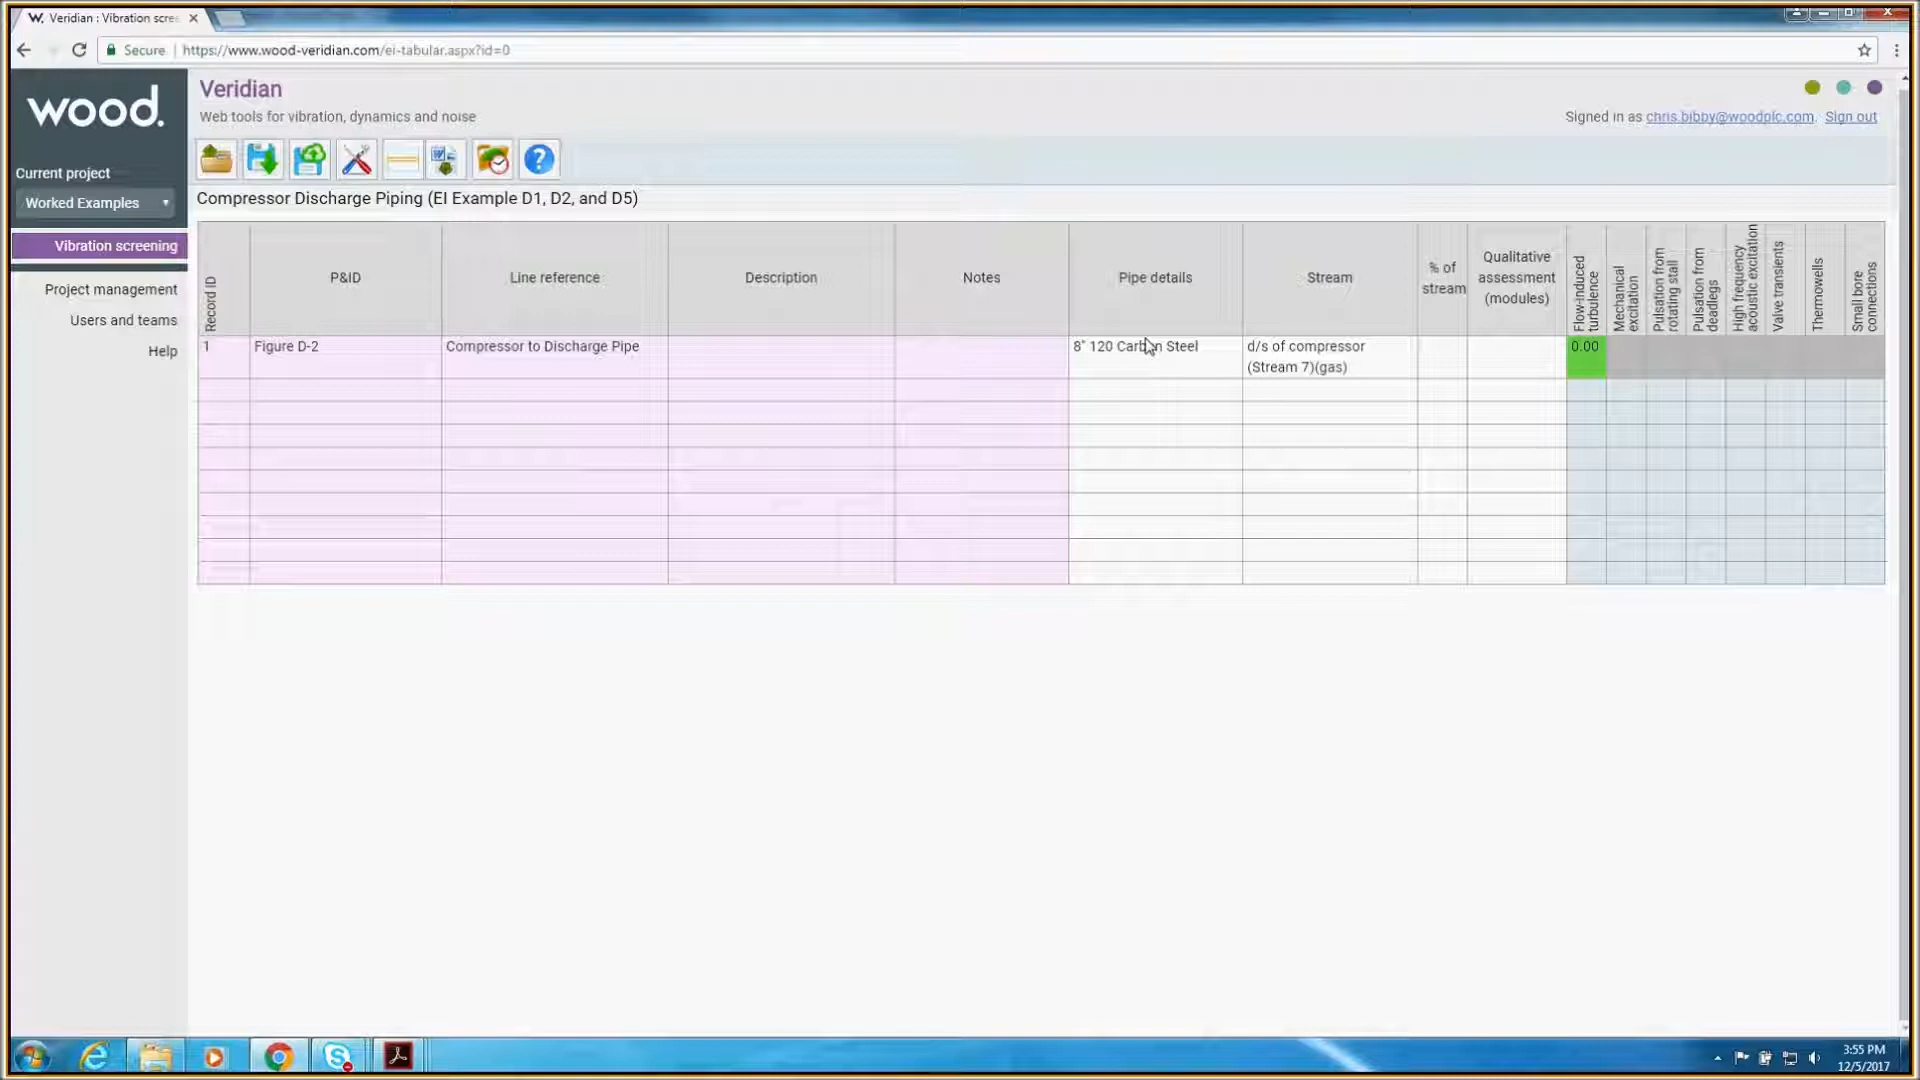 Veridian : Vibration scree
Secure
https://www.wood-veridian.com/ei-tabular.aspx?id=0
wood.
Veridian
Web tools for vibration, dynamics and noise
Signed in as chris.bibby@woodplc.com. Sign out
Current project
Worked Examples
Vibration screening
Project management
Users and teams
Help
Compressor Discharge Piping (EI Example D1, D2, and D5)
Record ID
P&ID
Line reference
Description
Notes
Pipe details
Stream
% of
stream
Qualitative
assessment
(modules)
Flow-induced
turbulence
Mechanical
excitation
Pulsation from
rotating stall
Pulsation from
deadlegs
High frequency
acoustic excitation
Valve transients
Thermowells
Small bore
connections
1
Figure D-2
Compressor to Discharge Pipe
8" 120 Carbon Steel
d/s of compressor
(Stream 7)(gas)
0.00
3:55 PM
12/5/2017